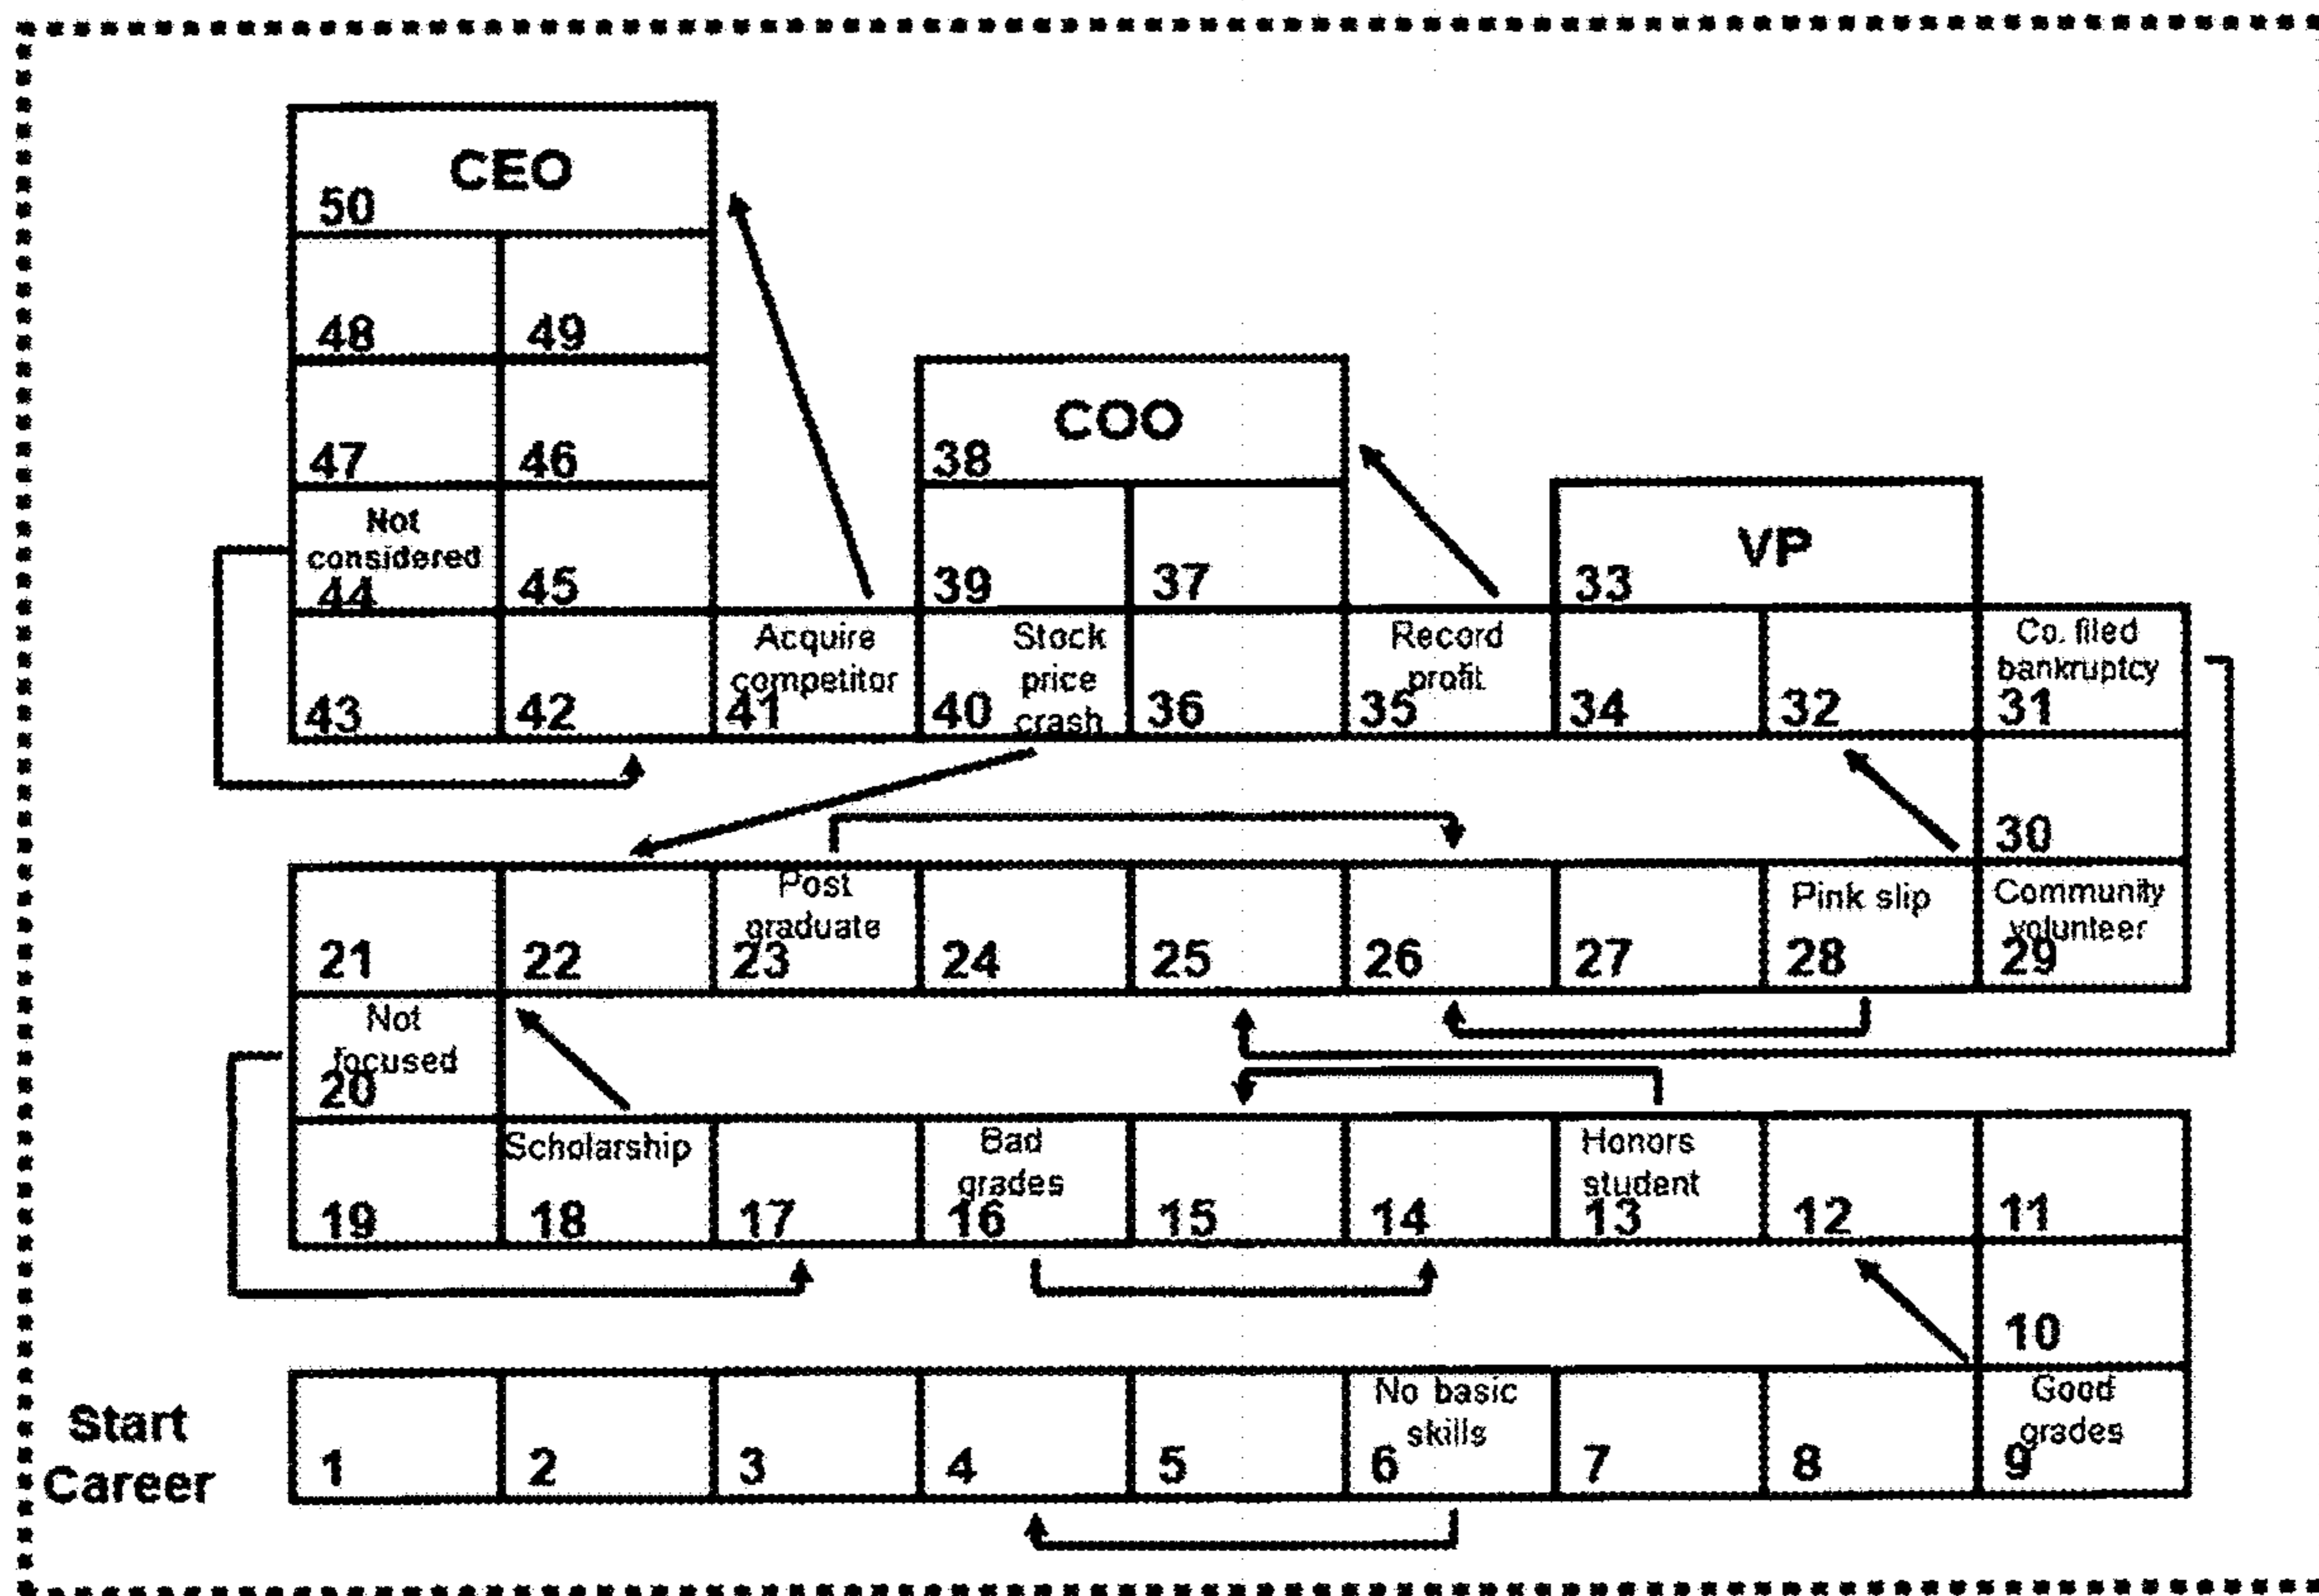 CEO
50
48 49
47 46
COO
38
Not
considered
44
45
39 37
VP
33
43
42
Acquire
competitor
41
40
Stock
price
crash
36
Record
profit
35
34
32
Co. filed
bankruptcy
31
30
21
22
Post
graduate
23
24
25
26
27
Pink slip
28
Community
volunteer
29
Not
focused
20
19
Scholarship
18
17
Bad
grades
16
15
14
Honors
student
13
12
11
10
Start
Career
1
2
3
4
5
No basic
skills
6
7
8
Good
grades
9